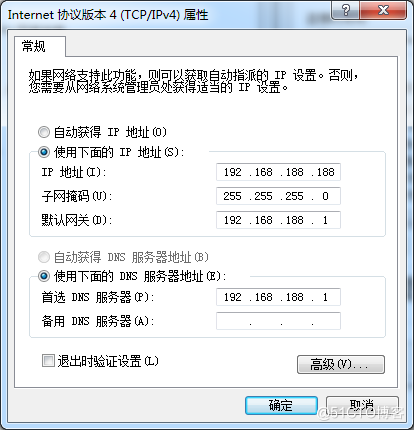 Internet 协议版本 4 (TCP/IPv4) 属性
常规
如果网络支持此功能，则可以获取自动指派的 IP 设置。否则，
您需要从网络系统管理员处获得适当的 IP 设置。
自动获得 IP 地址(O)
使用下面的 IP 地址(S):
IP 地址(I): 192 .168 .188 .188
子网掩码(U): 255 .255 .255 . 0
默认网关(D): 192 .168 .188 . 1
自动获得 DNS 服务器地址(B)
使用下面的 DNS 服务器地址(E):
首选 DNS 服务器(P): 192 .168 .188 . 1
备用 DNS 服务器(A): . . .
退出时验证设置(L)
高级(V)...
确定 取消
@51CTO博客